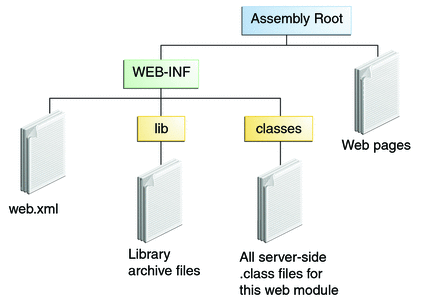 Assembly Root
WEB-INF
lib
classes
Web pages
web.xml
Library
archive files
All server-side
.class files for
this web module